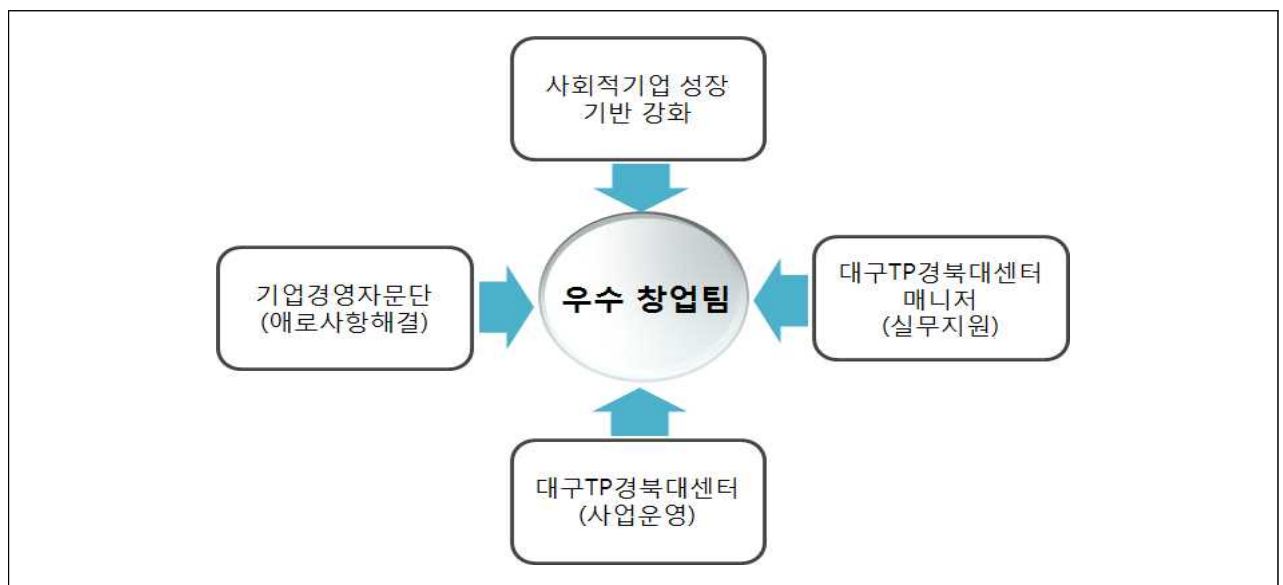 사회적기업 성장
기반 강화
기업경영자문단
(애로사항해결)
우수 창업팀
대구TP경북대센터
매니저
(실무지원)
대구TP경북대센터
(사업운영)